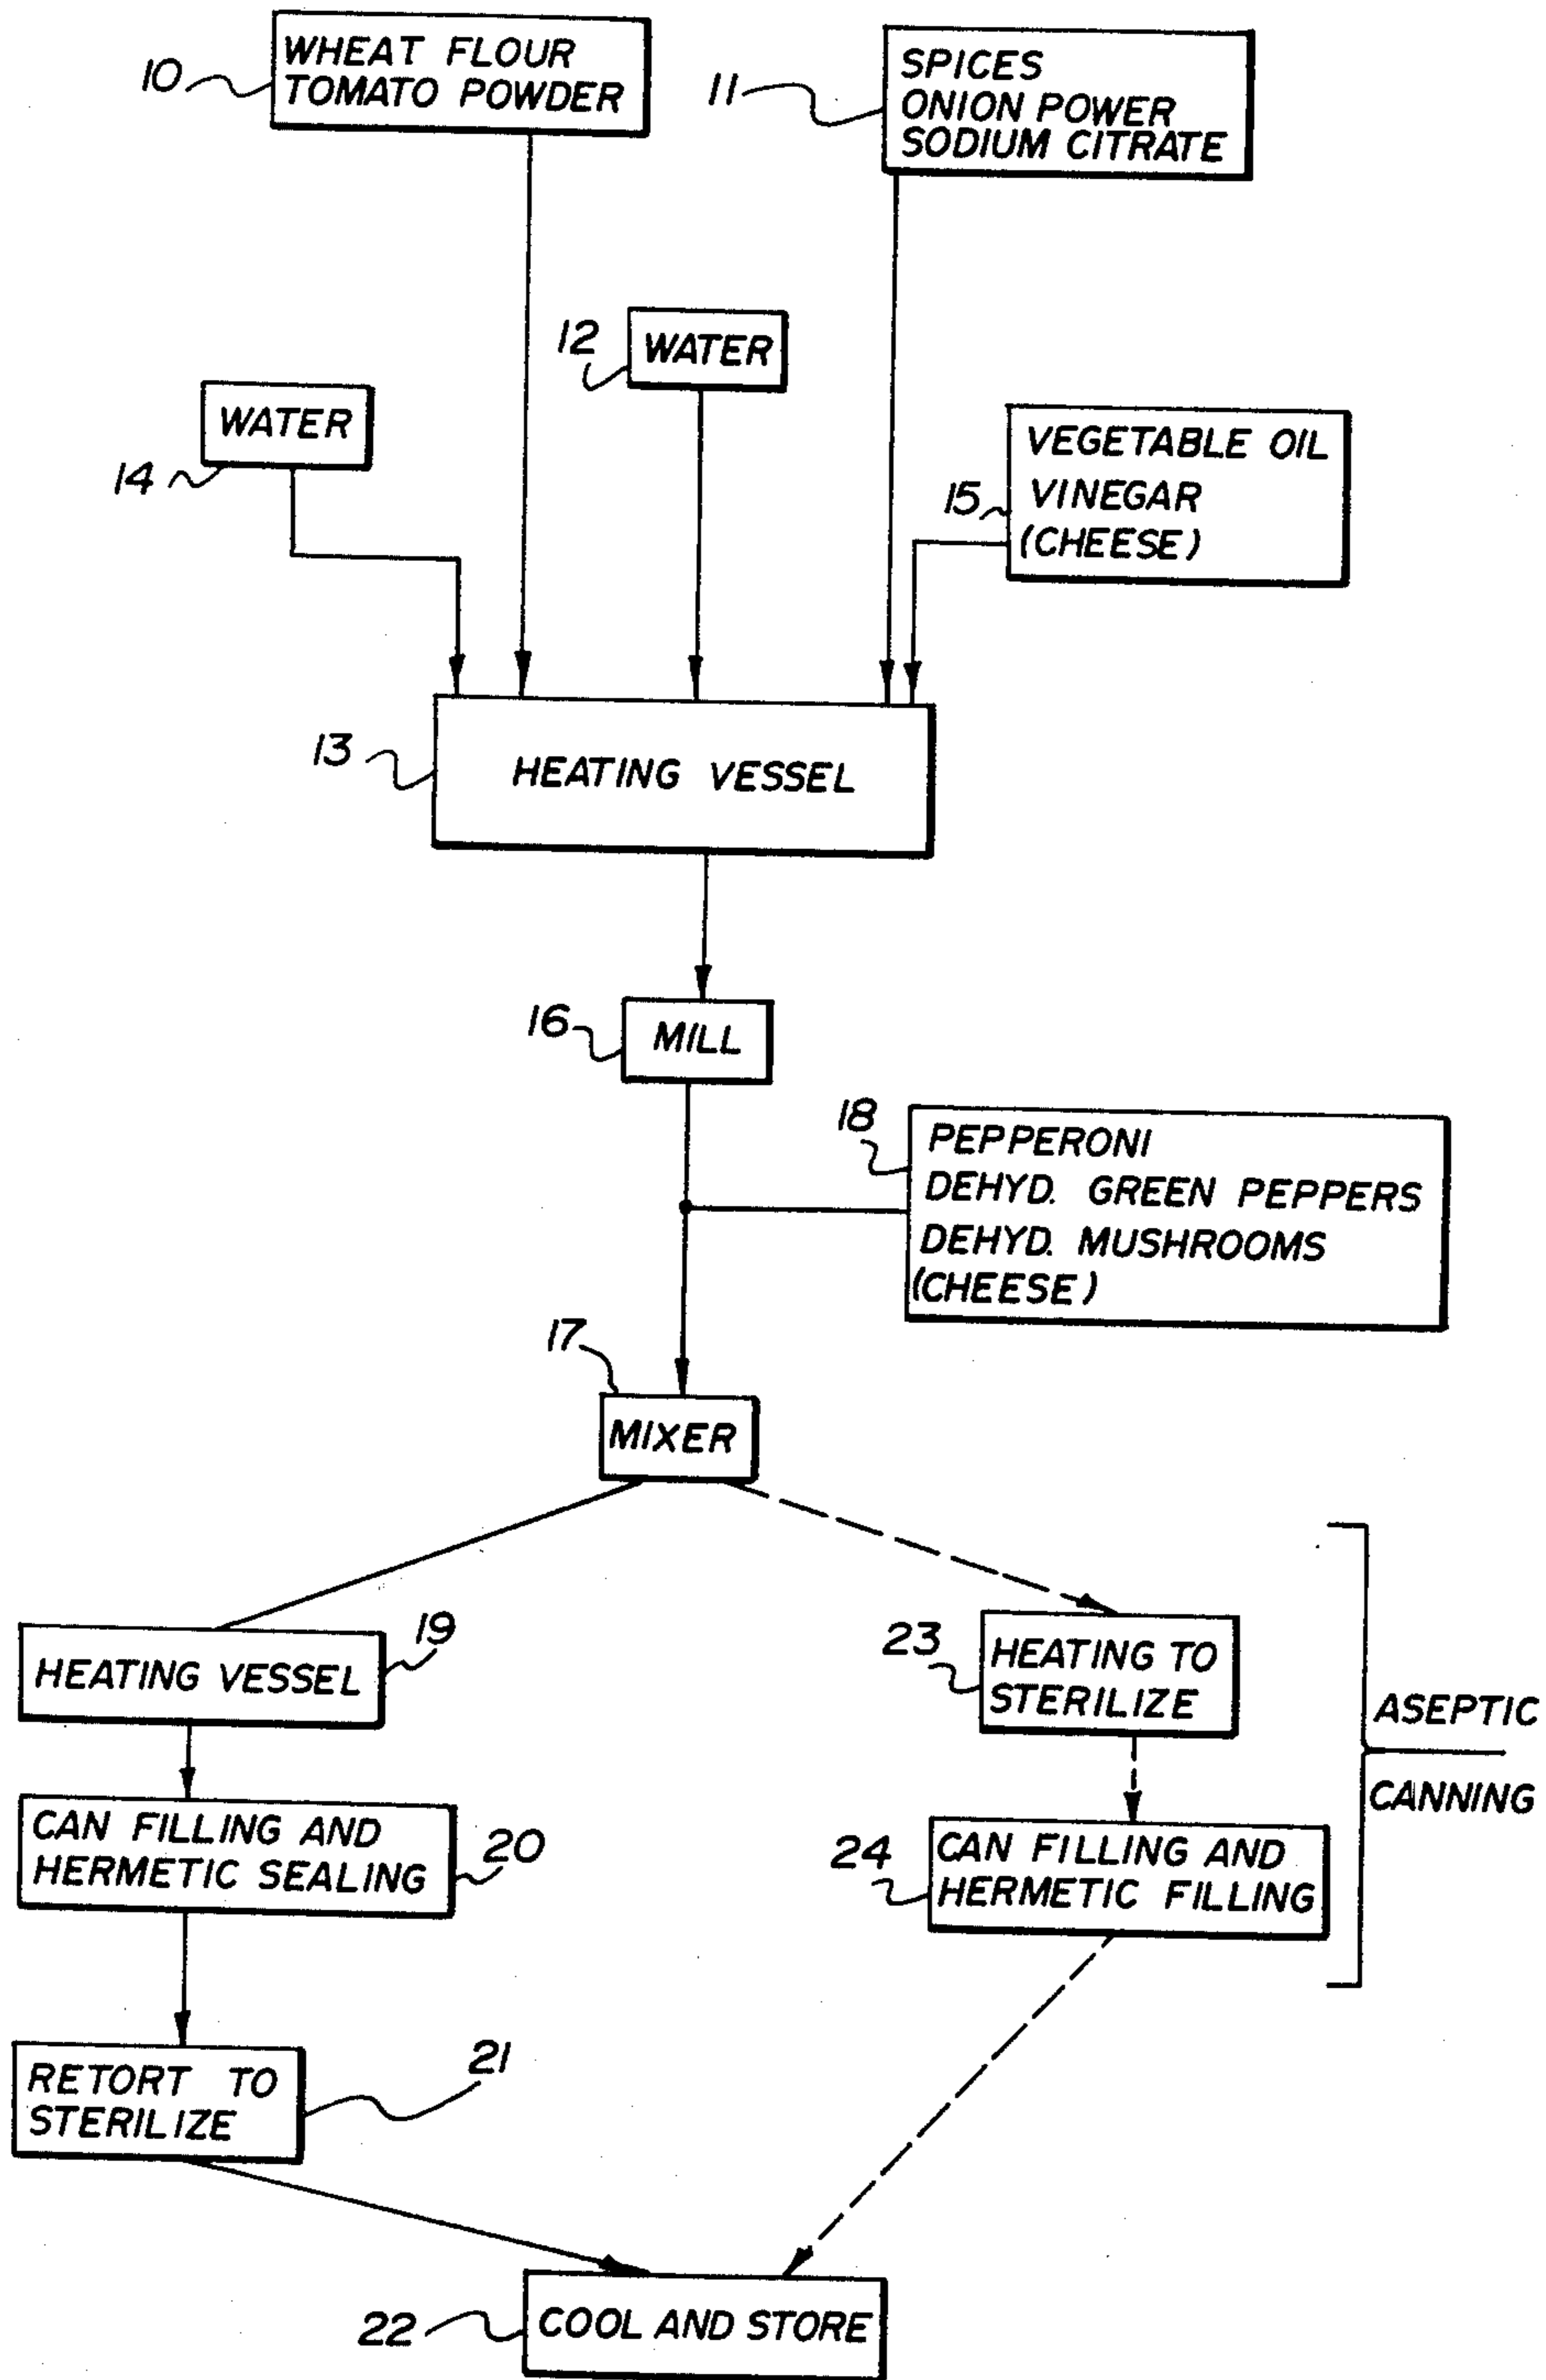 10
WHEAT FLOUR
TOMATO POWDER
11
SPICES
ONION POWER
SODIUM CITRATE
12
WATER
14
WATER
15
VEGETABLE OIL
VINEGAR
(CHEESE)
13
HEATING VESSEL
16
MILL
18
PEPPERONI
DEHYD. GREEN PEPPERS
DEHYD. MUSHROOMS
(CHEESE)
17
MIXER
19
HEATING VESSEL
23
HEATING TO
STERILIZE
ASEPTIC
CANNING
20
CAN FILLING AND
HERMETIC SEALING
24
CAN FILLING AND
HERMETIC FILLING
21
RETORT TO
STERILIZE
22
COOL AND STORE